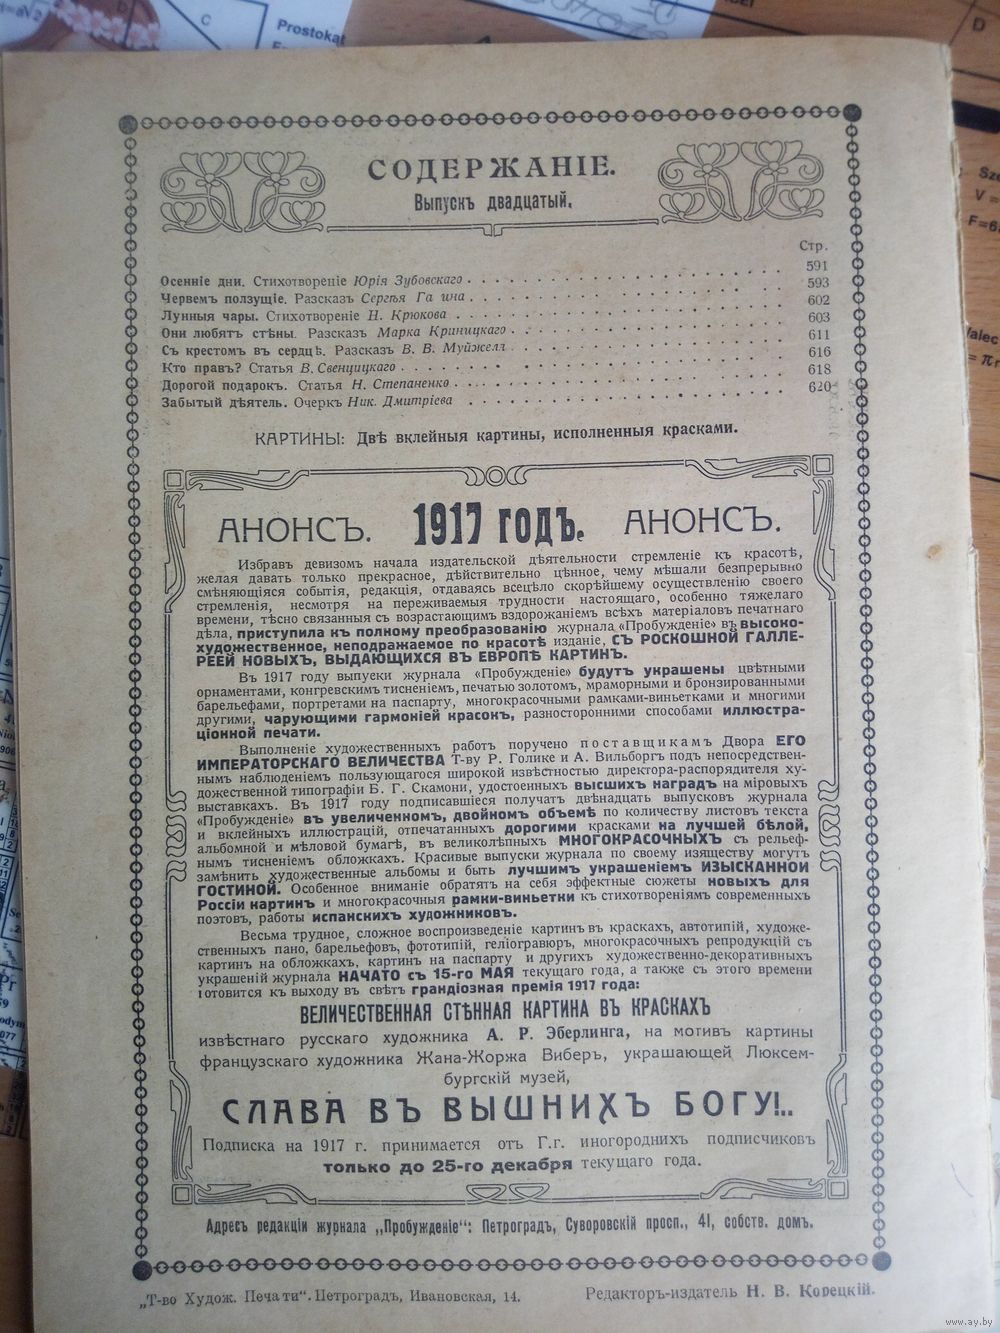 Prostokąt
СОДЕРЖАНІЕ.
Выпускъ двадцатый.
Стр.
Осенніе дни. Стихотвореніе Юрія Зубовскаго 591
Червемъ ползущіе. Разсказъ Сергѣя Га ина 593
Лунныя чары. Стихотвореніе Н. Крюкова 602
Они любятъ стѣны. Разсказъ Марка Криницкаго 603
Съ крестомъ въ сердцѣ. Разсказъ В. В. Муйжеля 611
Кто правъ? Статья В. Свенцицкаго 616
Дорогой подарокъ. Статья Н. Степаненко 618
Забытый дѣятель. Очеркъ Ник. Дмитріева 620
КАРТИНЫ: Двѣ вклейныя картины, исполненныя красками.
АНОНСЪ. 1917 ГОДЪ. АНОНСЪ.
Избравъ девизомъ начала издательской дѣятельности стремленіе къ красотѣ,
желая давать только прекрасное, дѣйствительно цѣнное, чему мѣшали безпрерывно
смѣняющіяся событія, редакція, отдаваясь всецѣло скорѣйшему осуществленію своего
стремленія, несмотря на переживаемыя трудности настоящаго, особенно тяжелаго
времени, тѣсно связанныя съ возрастающимъ вздорожаніемъ всѣхъ матеріаловъ печатнаго
дѣла, приступила къ полному преобразованію журнала „Пробужденіе» въ высоко-
художественное, неподражаемое по красотѣ изданіе, СЪ РОСКОШНОЙ ГАЛЛЕ-
РЕЕЙ НОВЫХЪ, ВЫДАЮЩИХСЯ ВЪ ЕВРОПѢ КАРТИНЪ.
Въ 1917 году выпуски журнала «Пробужденіе» будутъ украшены цвѣтными
орнаментами, конгревскимъ тисненіемъ, печатью золотомъ, мраморными и бронзированными
барельефами, портретами на паспарту, многокрасочными рамками-виньетками и многими
другими, чарующими гармоніей красокъ, разносторонними способами иллюстра-
ціонной печати.
Выполненіе художественныхъ работъ поручено поставщикамъ Двора ЕГО
ИМПЕРАТОРСКАГО ВЕЛИЧЕСТВА Т-ву Р. Голике и А. Вильборгъ подъ непосредствен-
нымъ наблюденіемъ пользующагося широкой извѣстностью директора-распорядителя ху-
дожественной типографіи Б. Г. Скамони, удостоенныхъ высшихъ наградъ на міровыхъ
выставкахъ. Въ 1917 году подписавшіеся получатъ двѣнадцать выпусковъ журнала
«Пробужденіе» въ увеличенномъ, двойномъ объемѣ по количеству листовъ текста
и вклейныхъ иллюстрацій, отпечатанныхъ дорогими красками на лучшей бѣлой,
альбомной и мѣловой бумагѣ, въ великолѣпныхъ МНОГОКРАСОЧНЫХЪ съ рельеф-
нымъ тисненіемъ обложкахъ. Красивые выпуски журнала по своему изяществу могутъ
замѣнить художественные альбомы и быть лучшимъ украшеніемъ ИЗЫСКАННОЙ
ГОСТИНОЙ. Особенное вниманіе обратятъ на себя эффектные сюжеты новыхъ для
Россіи картинъ и многокрасочныя рамки-виньетки къ стихотвореніямъ современныхъ
поэтовъ, работы испанскихъ художниковъ.
Весьма трудное, сложное воспроизведеніе картинъ въ краскахъ, автотипій, художе-
ственныхъ пано, барельефовъ, фототипій, геліогравюръ, многокрасочныхъ репродукцій съ
картинъ на обложкахъ, картинъ на паспарту и другихъ художественно-декоративныхъ
украшеній журнала НАЧАТО съ 15-го МАЯ текущаго года, а также съ этого времени
готовится къ выходу въ свѣтъ грандіозная премія 1917 года:
ВЕЛИЧЕСТВЕННАЯ СТѢННАЯ КАРТИНА ВЪ КРАСКАХЪ
извѣстнаго русскаго художника А. Р. Эберлинга, на мотивъ картины
французскаго художника Жана-Жоржа Виберъ, украшающей Люксем-
бургскій музей,
СЛАВА ВЪ ВЫШНИХЪ БОГУ!..
Подписка на 1917 г. принимается отъ Г.г. иногороднихъ подписчиковъ
только до 25-го декабря текущаго года.
Адресъ редакціи журнала „Пробужденіе": Петроградъ, Суворовскій просп., 41, собств. домъ.
„Т-во Худож. Печати". Петроградъ, Ивановская, 14. Редакторъ-издатель Н. В. Корецкій.
www.ay.by